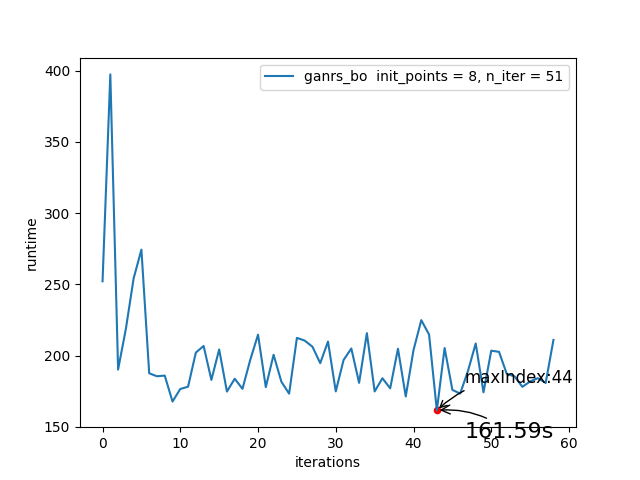 ganrs_bo  init_points = 8, n_iter = 51
400
350
300
250
200
150
runtime
maxIndex:44
161.59s
0 10 20 30 40 50 60
iterations